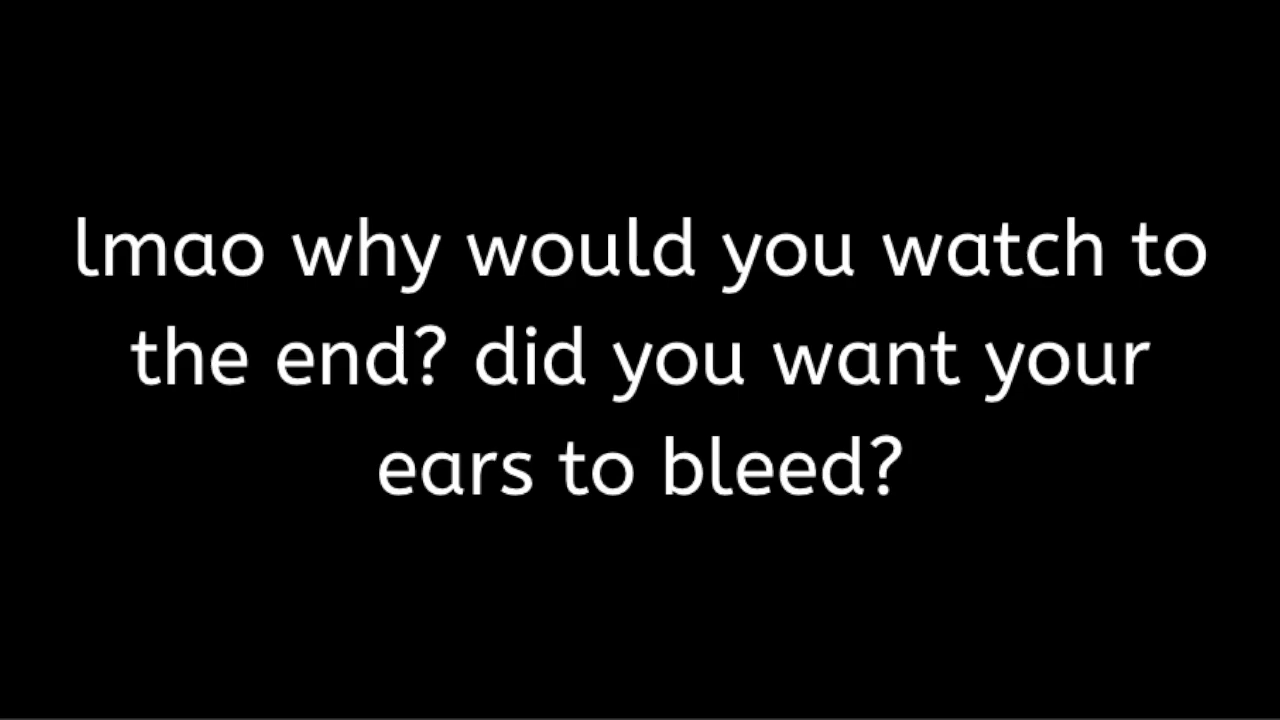 lmao why would you watch to
the end? did you want your
ears to bleed?